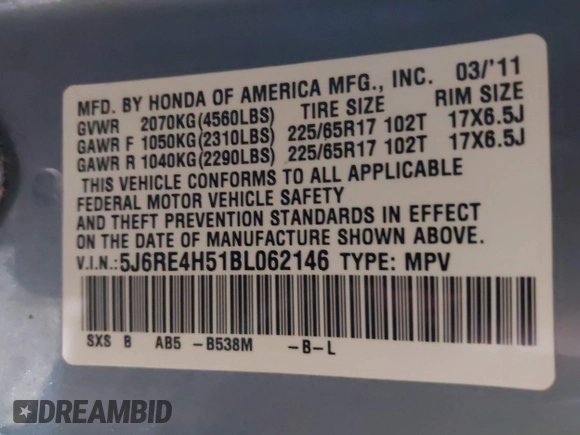 MFD. BY HONDA OF AMERICA MFG., INC. 03/'11
GVWR 2070KG(4560LBS) TIRE SIZE RIM SIZE
GAWR F 1050KG(2310LBS) 225/65R17 102T 17X6.5J
GAWR R 1040KG(2290LBS) 225/65R17 102T 17X6.5J
THIS VEHICLE CONFORMS TO ALL APPLICABLE
FEDERAL MOTOR VEHICLE SAFETY
AND THEFT PREVENTION STANDARDS IN EFFECT
ON THE DATE OF MANUFACTURE SHOWN ABOVE.
V.I.N.:5J6RE4H51BL062146 TYPE: MPV
SXS B AB5 -B538M -B-L
DREAMBID